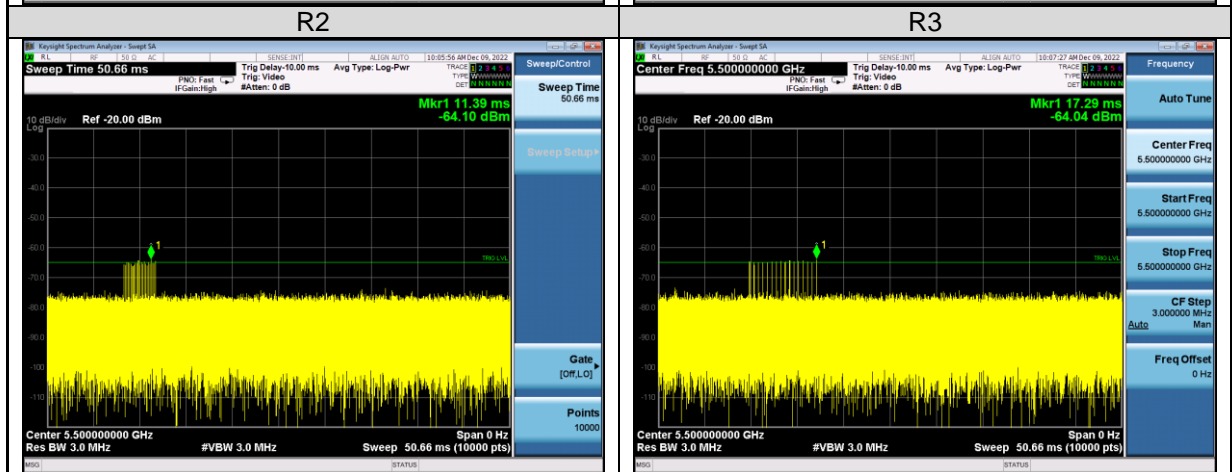 R2
Keysight Spectrum Analyzer - Swept SA
RL RF 50 Ω AC SENSE:INT ALIGN AUTO 10:05:56 AM Dec 09, 2022
Sweep Time 50.66 ms
PNO: Fast
IFGain:High
Trig Delay-10.00 ms
Trig: Video
#Atten: 0 dB
Avg Type: Log-Pwr
TRACE 1 2 3 4 5
TYPE
DET N N N N N
Mkr1 11.39 ms
-64.10 dBm
10 dB/div Ref -20.00 dBm
Log
-30.0
-40.0
-50.0
-60.0
1
TRIG LVL
-70.0
-80.0
-90.0
-100
-110
Center 5.500000000 GHz Span 0 Hz
Res BW 3.0 MHz #VBW 3.0 MHz Sweep 50.66 ms (10000 pts)
MSG STATUS
Sweep/Control
Sweep Time
50.66 ms
Sweep Setup
Gate
[Off,LO]
Points
10000
R3
Keysight Spectrum Analyzer - Swept SA
RL RF 50 Ω AC SENSE:INT ALIGN AUTO 10:07:27 AM Dec 09, 2022
Center Freq 5.500000000 GHz
PNO: Fast
IFGain:High
Trig Delay-10.00 ms
Trig: Video
#Atten: 0 dB
Avg Type: Log-Pwr
TRACE 1 2 3 4 5
TYPE
DET N N N N N
Mkr1 17.29 ms
-64.04 dBm
10 dB/div Ref -20.00 dBm
Log
-30.0
-40.0
-50.0
-60.0
1
TRIG LVL
-70.0
-80.0
-90.0
-100
-110
Center 5.500000000 GHz Span 0 Hz
Res BW 3.0 MHz #VBW 3.0 MHz Sweep 50.66 ms (10000 pts)
MSG STATUS
Frequency
Auto Tune
Center Freq
5.500000000 GHz
Start Freq
5.500000000 GHz
Stop Freq
5.500000000 GHz
CF Step
3.000000 MHz
Auto Man
Freq Offset
0 Hz